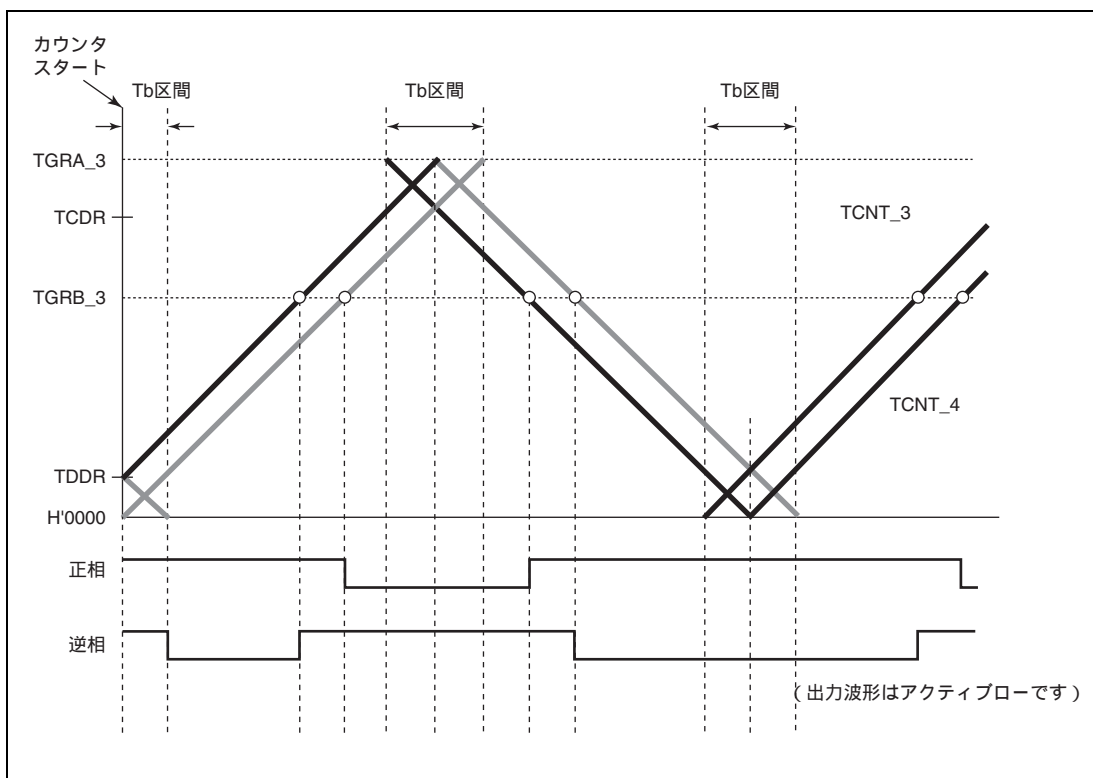 カウンタ
スタート
Tb区間
Tb区間
Tb区間
TGRA_3
TCDR
TCNT_3
TGRB_3
TCNT_4
TDDR
H'0000
正相
逆相
（出力波形はアクティブローです）